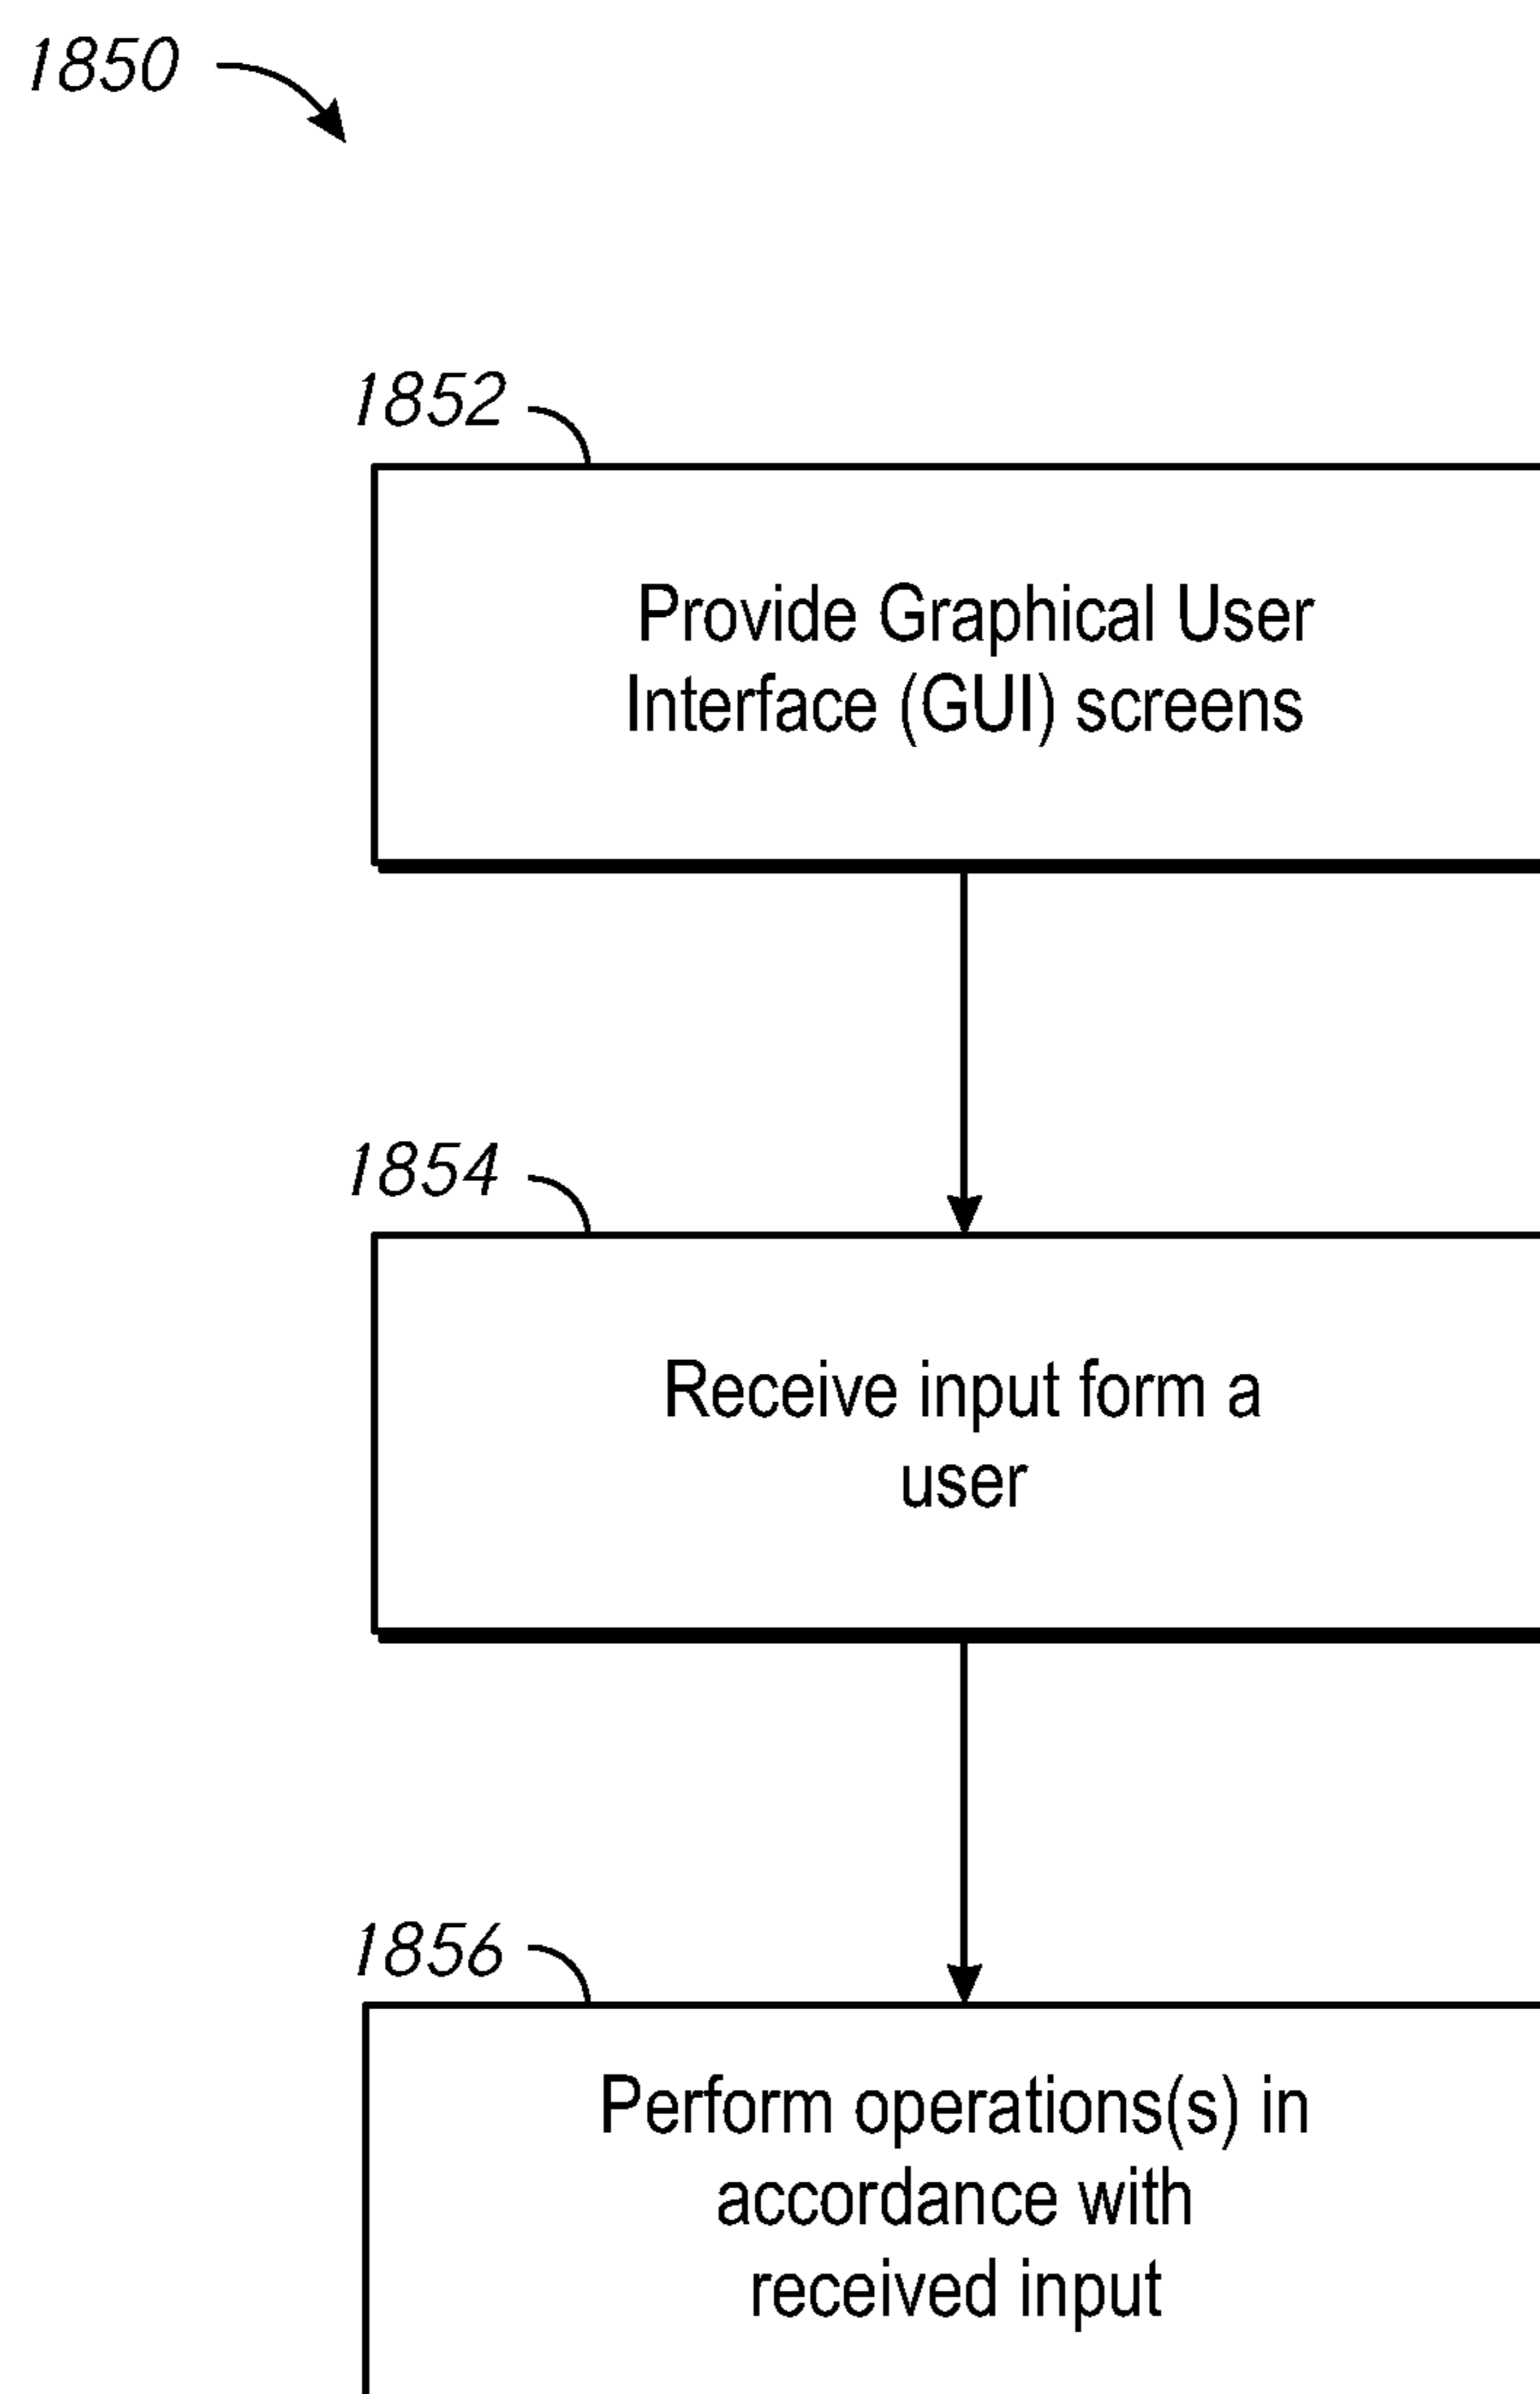 1850
1852
Provide Graphical User
Interface (GUI) screens
1854
Receive input form a
user
1856
Perform operations(s) in
accordance with
received input